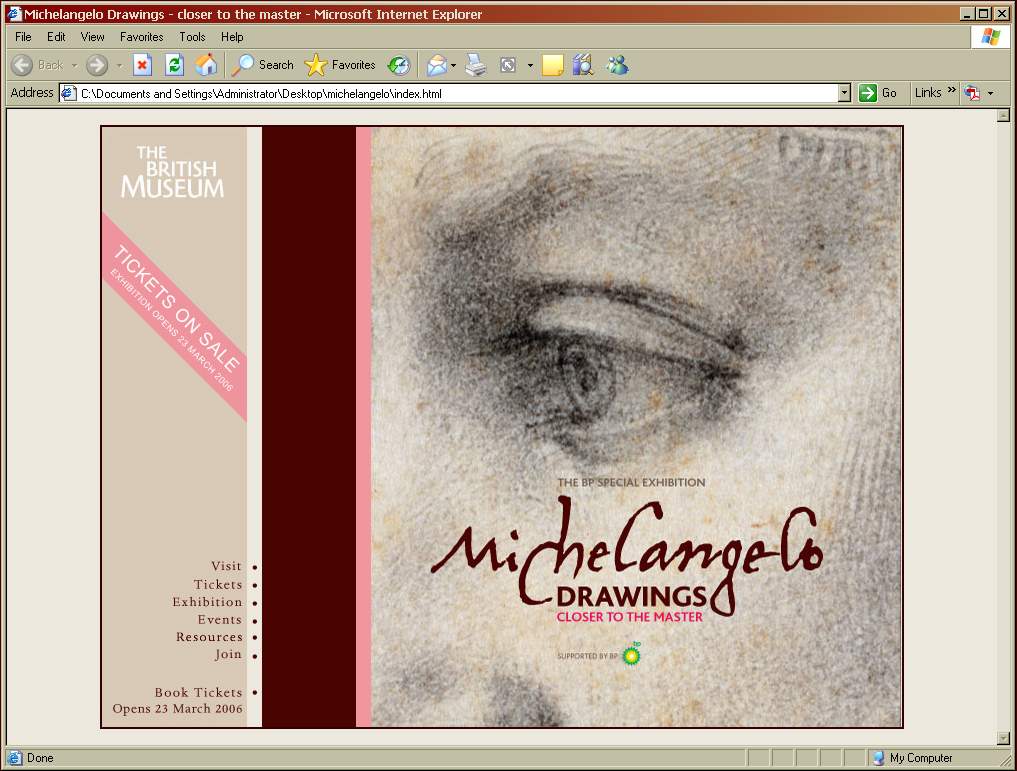 Michelangelo Drawings - closer to the master - Microsoft Internet Explorer
File Edit View Favorites Tools Help
Back Search Favorites
Address C:\Documents and Settings\Administrator\Desktop\michelangelo\index.html Go Links »
THE
BRITISH
MUSEUM
TICKETS ON SALE
EXHIBITION OPENS 23 MARCH 2006
Visit
Tickets
Exhibition
Events
Resources
Join
Book Tickets
Opens 23 March 2006
THE BP SPECIAL EXHIBITION
Michelangelo
DRAWINGS
CLOSER TO THE MASTER
bp
SUPPORTED BY BP
Done My Computer